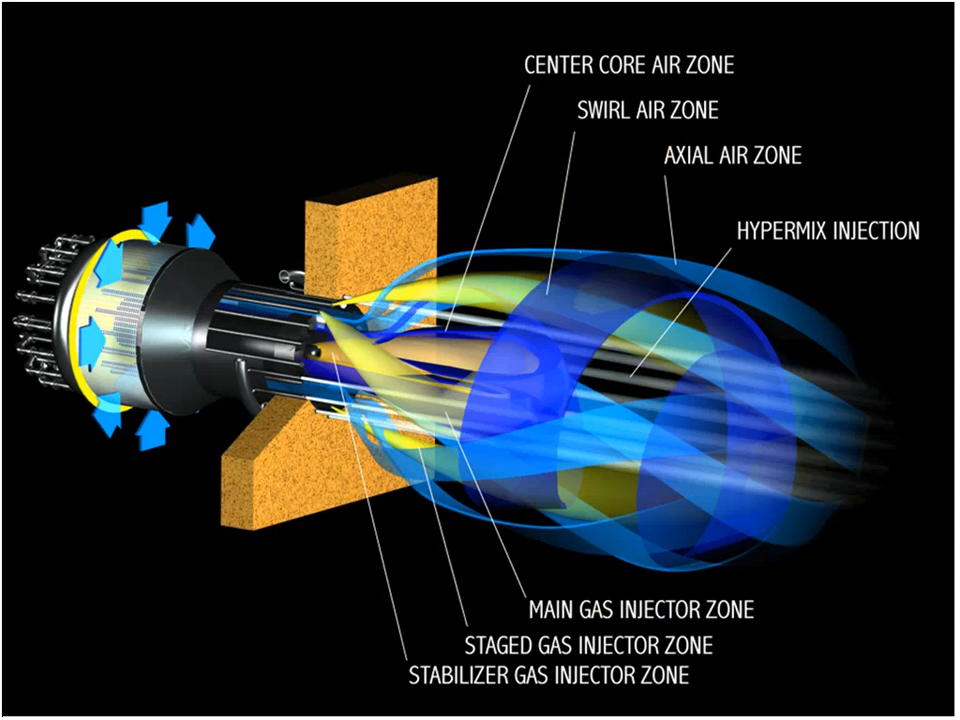 CENTER CORE AIR ZONE
SWIRL AIR ZONE
AXIAL AIR ZONE
HYPERMIX INJECTION
MAIN GAS INJECTOR ZONE
STAGED GAS INJECTOR ZONE
STABILIZER GAS INJECTOR ZONE